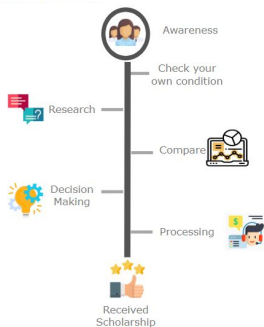 Awareness
Check your
own condition
Research
Compare
Decision
Making
Processing
Received
Scholarship